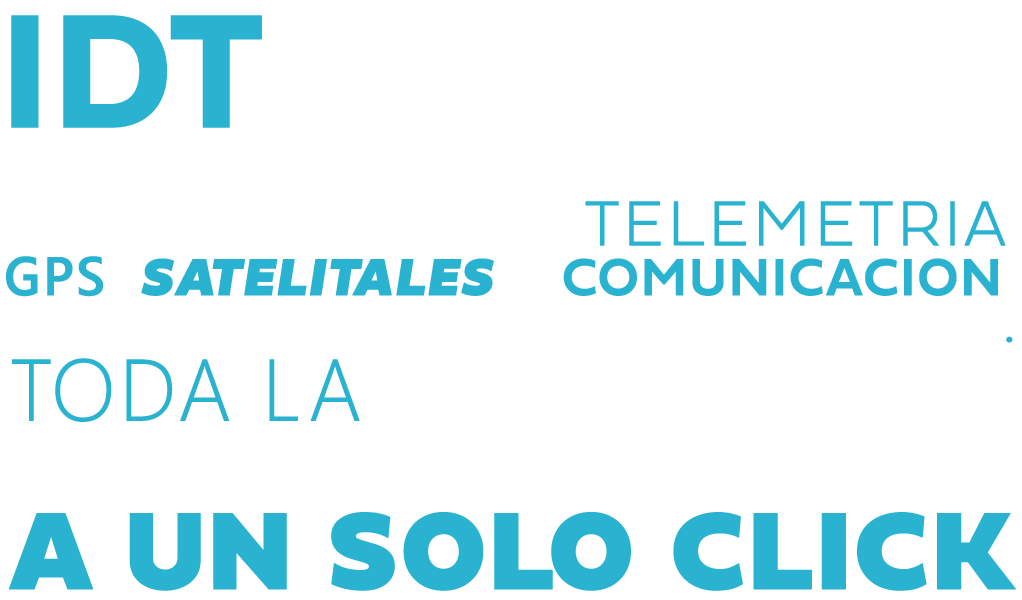 IDT
TELEMETRIA
GPS SATELITALES COMUNICACION
.
TODA LA
A UN SOLO CLICK